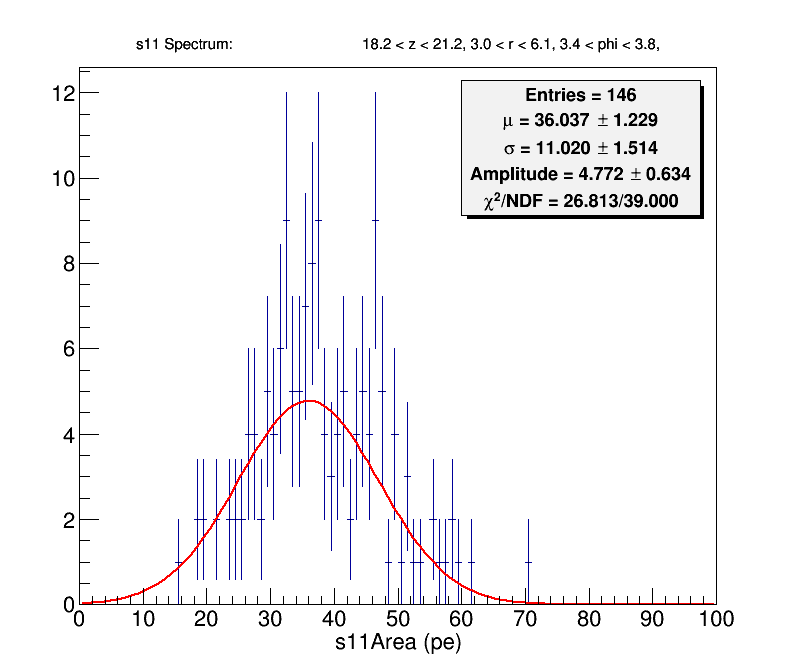 s11 Spectrum: 18.2 < z < 21.2, 3.0 < r < 6.1, 3.4 < phi < 3.8,
Entries = 146
μ = 36.037 ± 1.229
σ = 11.020 ± 1.514
Amplitude = 4.772 ± 0.634
χ²/NDF = 26.813/39.000
12
10
8
6
4
2
0
0 10 20 30 40 50 60 70 80 90 100
s11Area (pe)